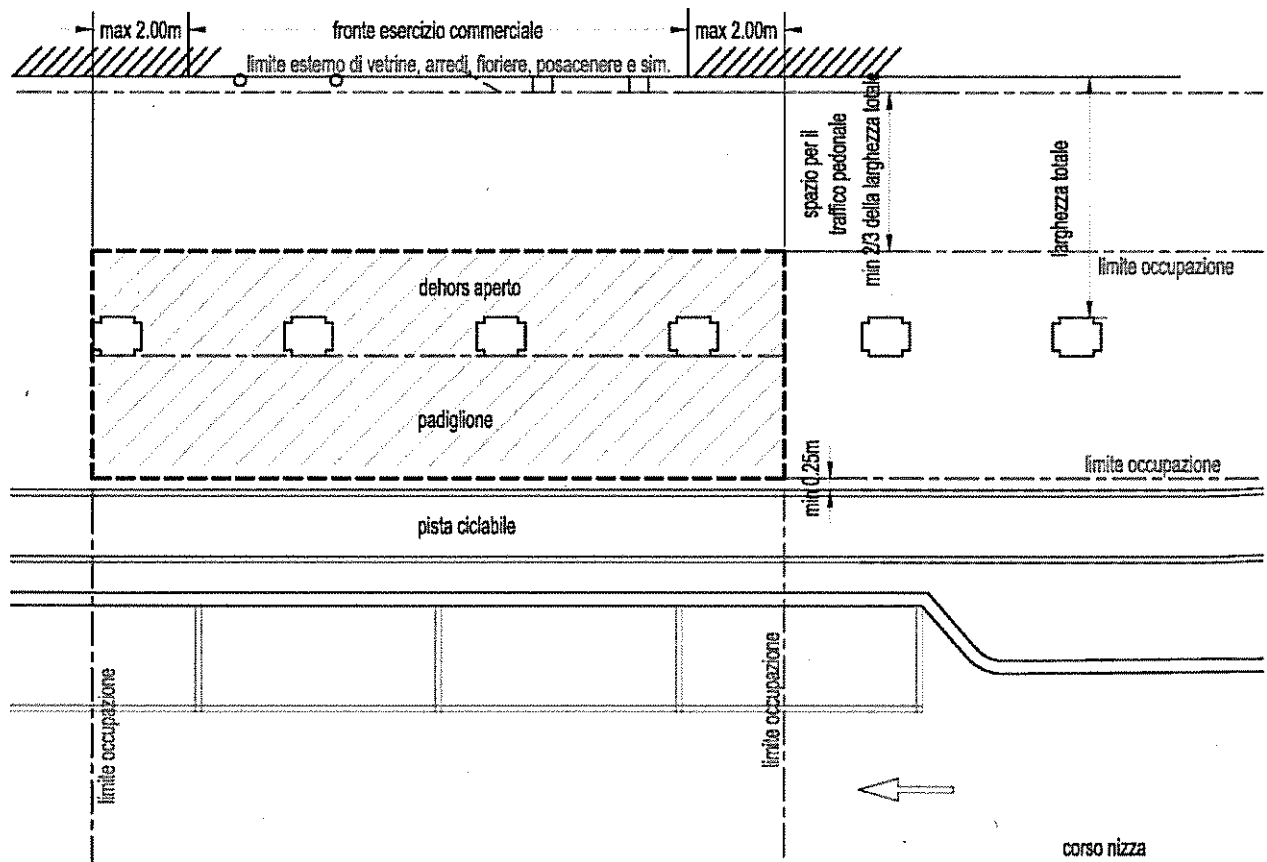 max 2.00m
fronte esercizio commerciale
max 2.00m
limite esterno di vetrine, arredi, fioriere, posacenere e sim.
spazio per il
traffico pedonale
min 2/3 della larghezza totale
larghezza totale
limite occupazione
dehors aperto
padiglione
limite occupazione
min 0.25m
pista ciclabile
limite occupazione
limite occupazione
corso nizza